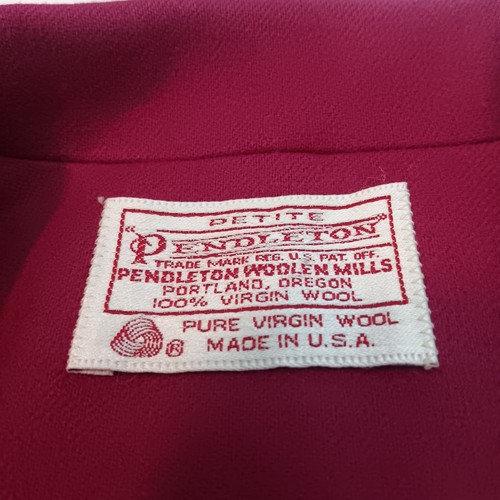 PETITE
"PENDLETON"
TRADE MARK REG. U.S. PAT. OFF.
PENDLETON WOOLEN MILLS
PORTLAND, OREGON
100% VIRGIN WOOL
PURE VIRGIN WOOL
® MADE IN U.S.A.